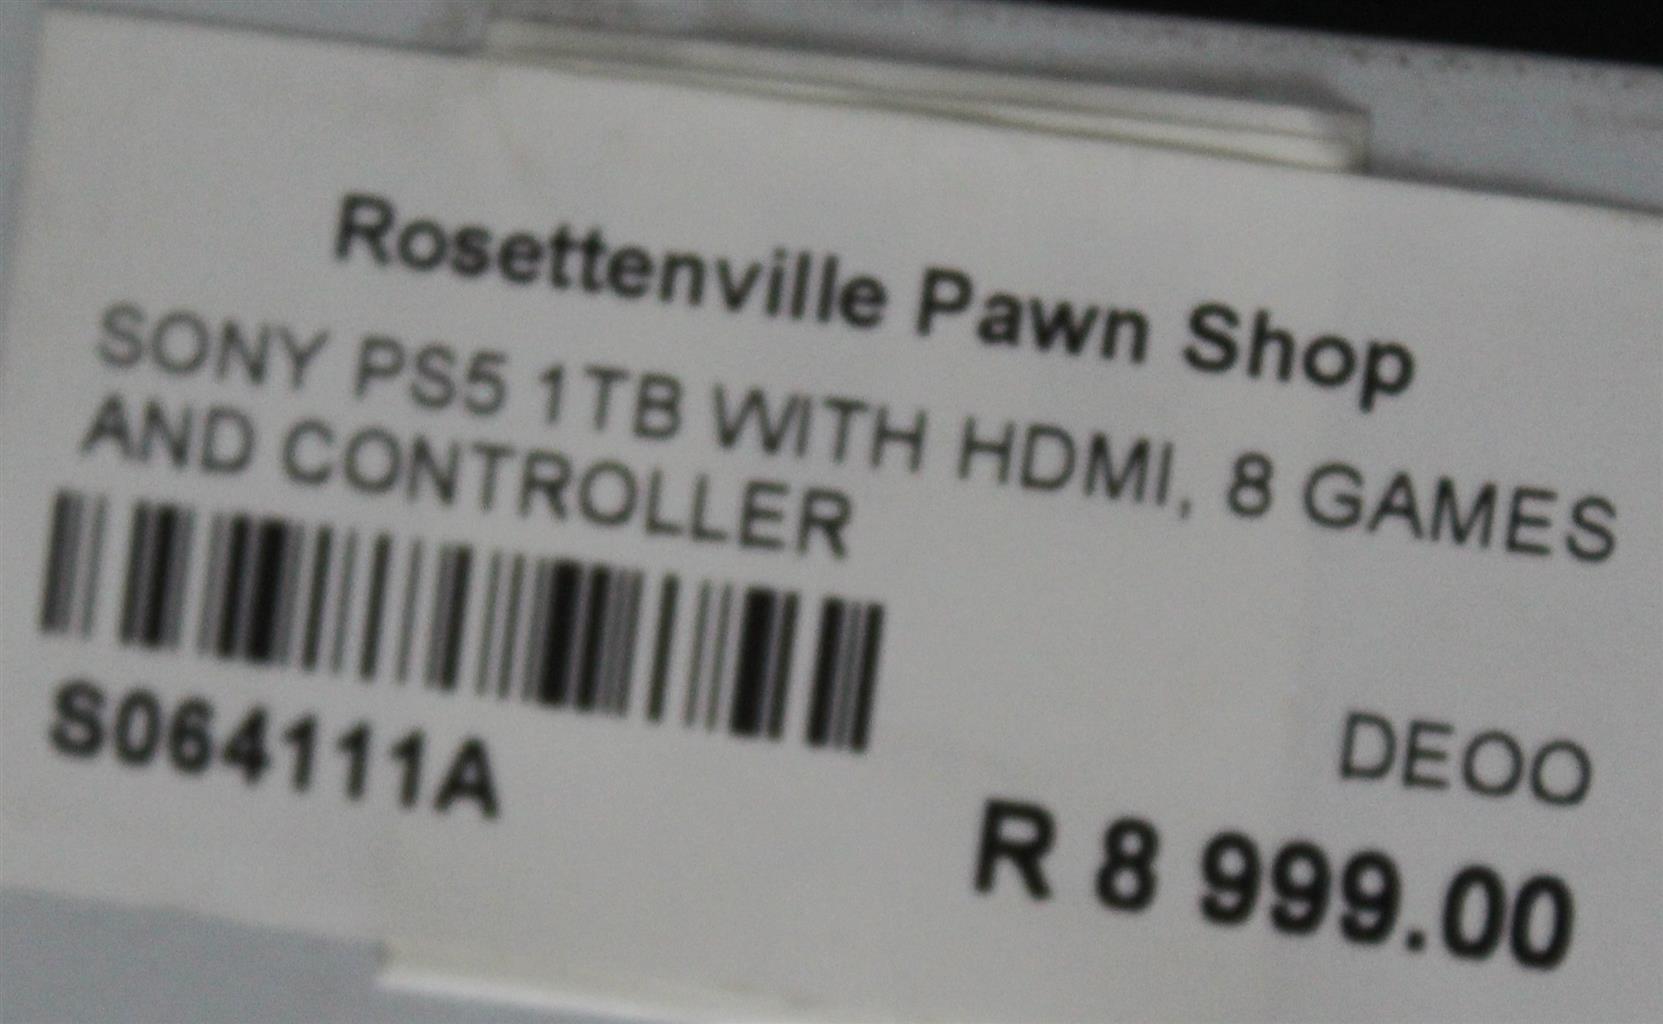 Rosettenville Pawn Shop
SONY PS5 1TB WITH HDMI, 8 GAMES
AND CONTROLLER
S064111A
DEOO
R 8 999.00